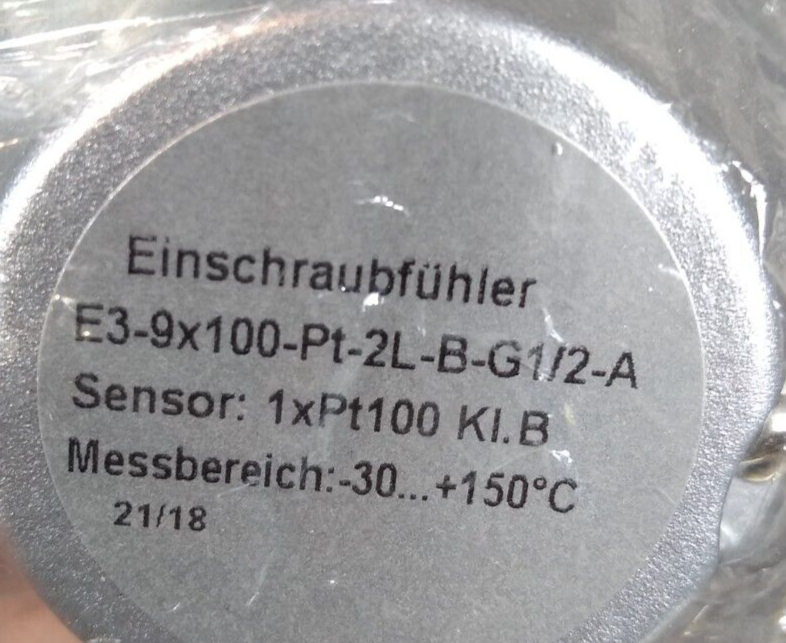 Einschraubfühler
E3-9x100-Pt-2L-B-G1/2-A
Sensor: 1xPt100 Kl.B
Messbereich:-30...+150°C
21/18